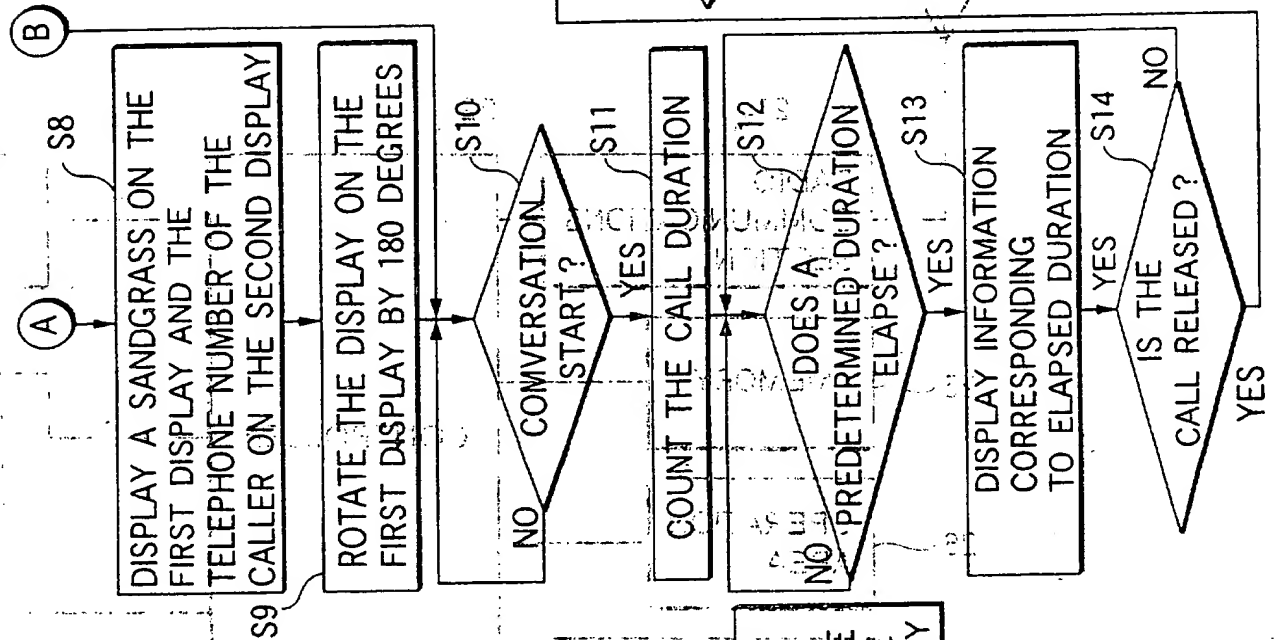 B
A
S8
DISPLAY A SANDGRASS ON THE
FIRST DISPLAY AND THE
TELEPHONE NUMBER OF THE
CALLER ON THE SECOND DISPLAY
S9
ROTATE THE DISPLAY ON THE
FIRST DISPLAY BY 180 DEGREES
S10
COMVERSATION
START ?
NO
YES
S11
COUNT THE CALL DURATION
S12
DOES A
PREDETERMINED DURATION
ELAPSE ?
NO
YES
S13
DISPLAY INFORMATION
CORRESPONDING
TO ELAPSED DURATION
YES
S14
IS THE
CALL RELEASED ?
NO
YES